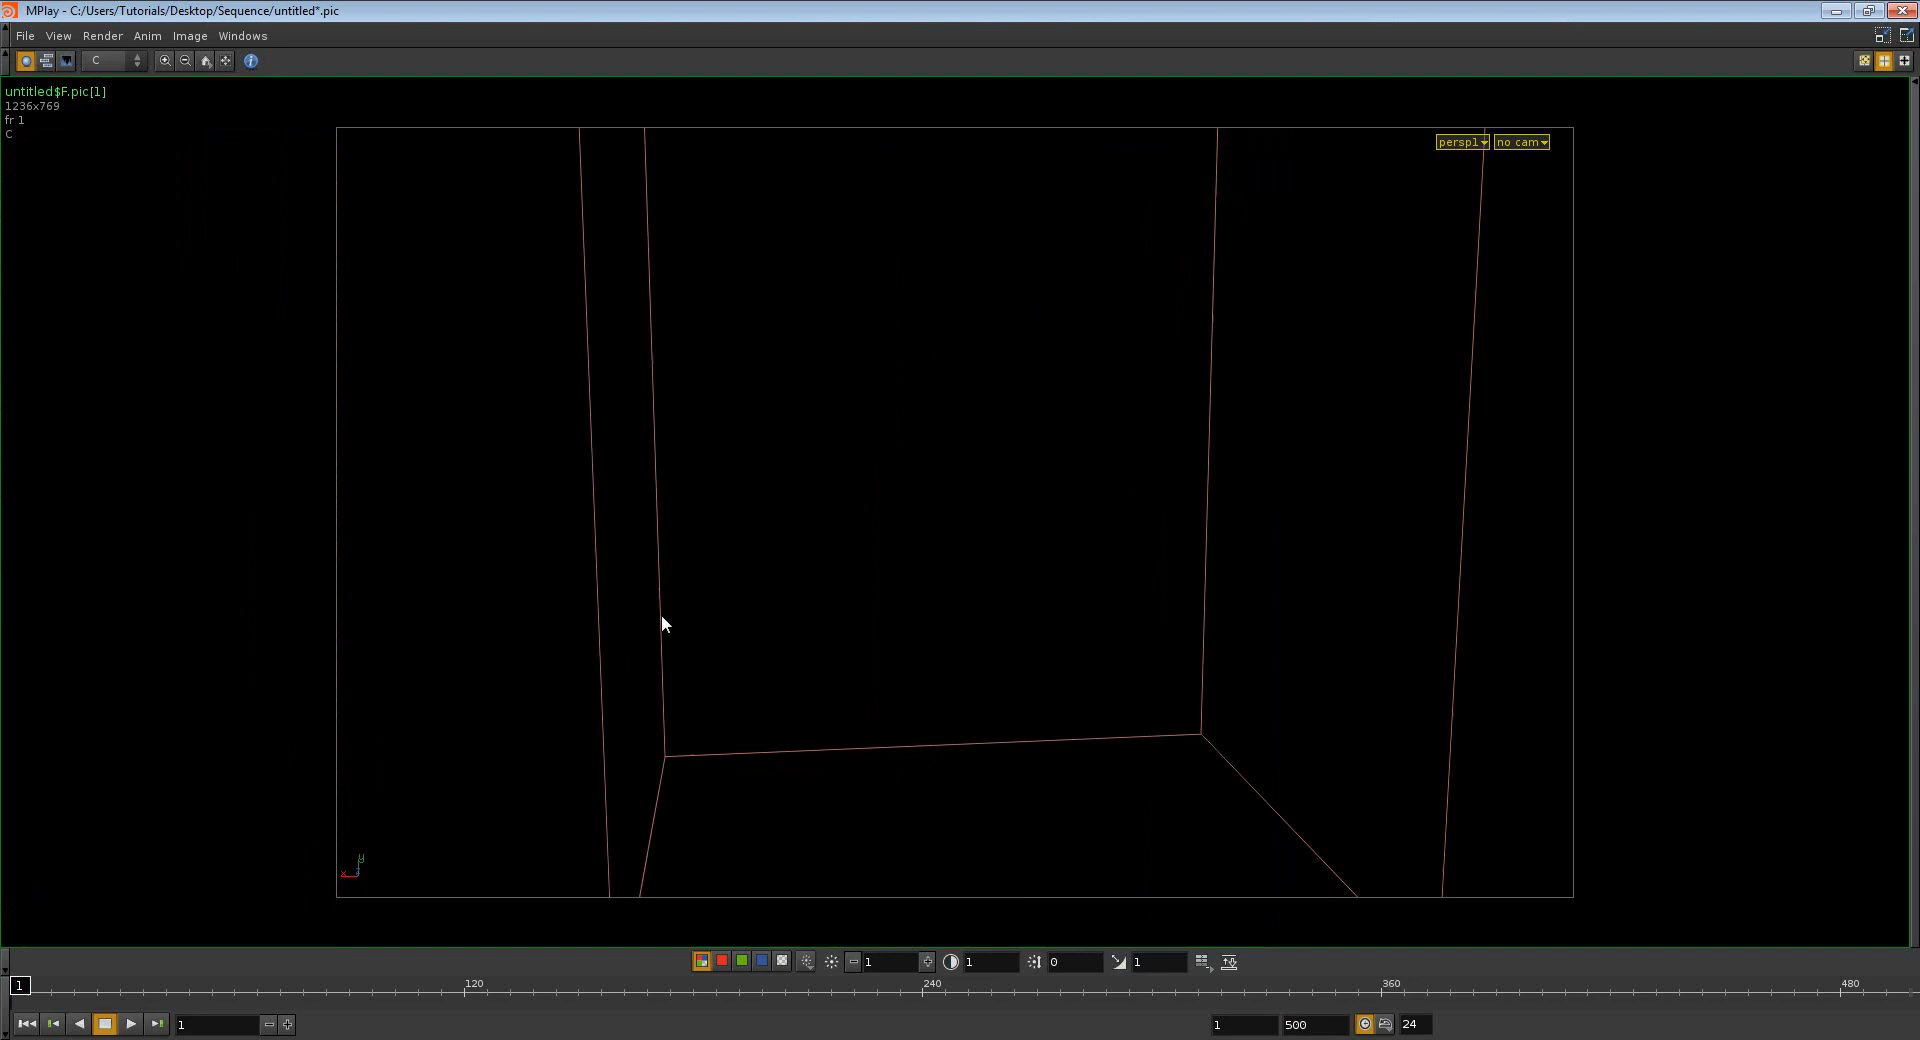 MPlay - C:/Users/Tutorials/Desktop/Sequence/untitled*.pic
File View Render Anim Image Windows
C
untitled$F.pic[1]
1236x769
fr 1
C
persp1 no cam
y
x
1 1 0 1
1 120 240 360 480
1 1 500 24